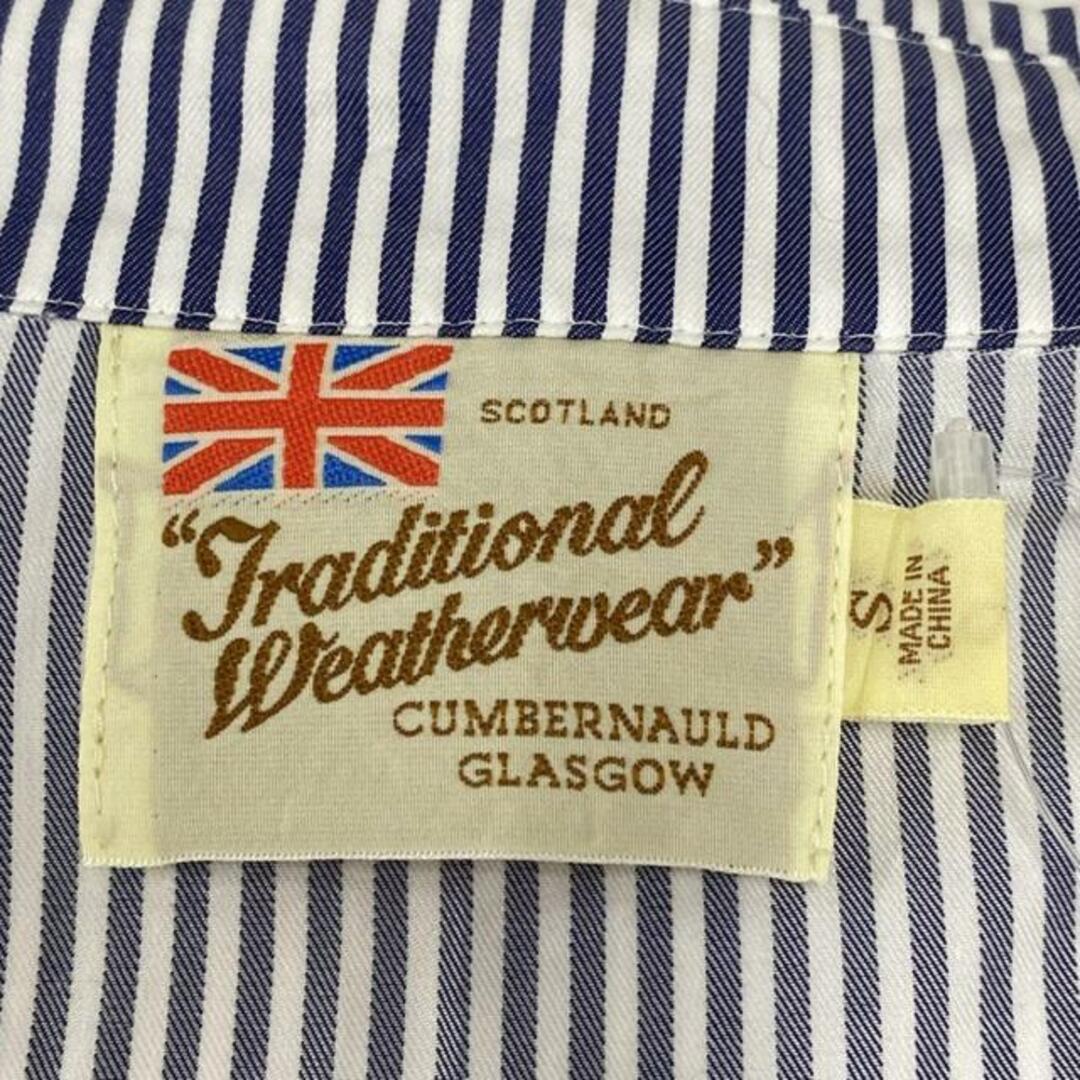 SCOTLAND
“Traditional
Weatherwear”
CUMBERNAULD
GLASGOW
S
MADE IN
CHINA